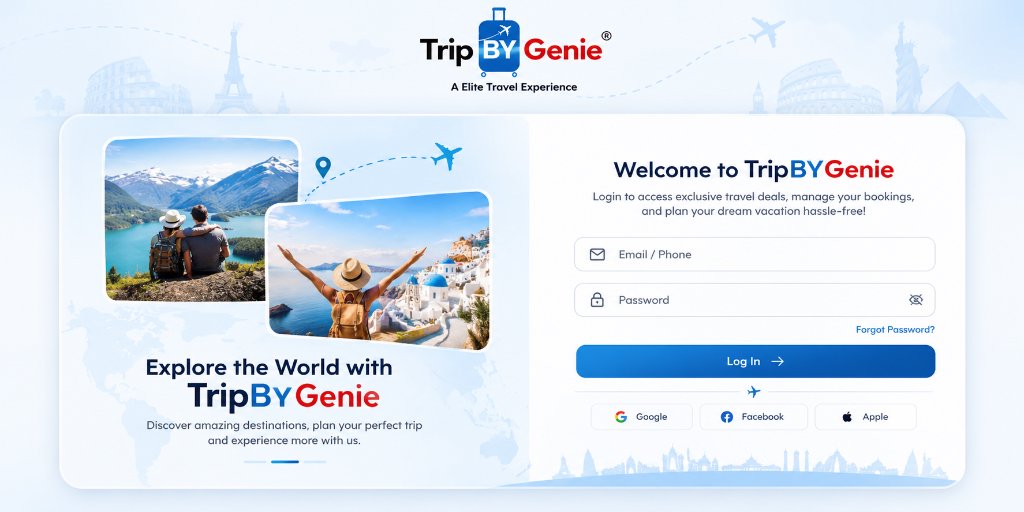 Trip BY Genie®
A Elite Travel Experience
Explore the World with
TripBYGenie
Discover amazing destinations, plan your perfect trip
and experience more with us.
Welcome to TripBYGenie
Login to access exclusive travel deals, manage your bookings,
and plan your dream vacation hassle-free!
Email / Phone
Password
Forgot Password?
Log In
Google
Facebook
Apple